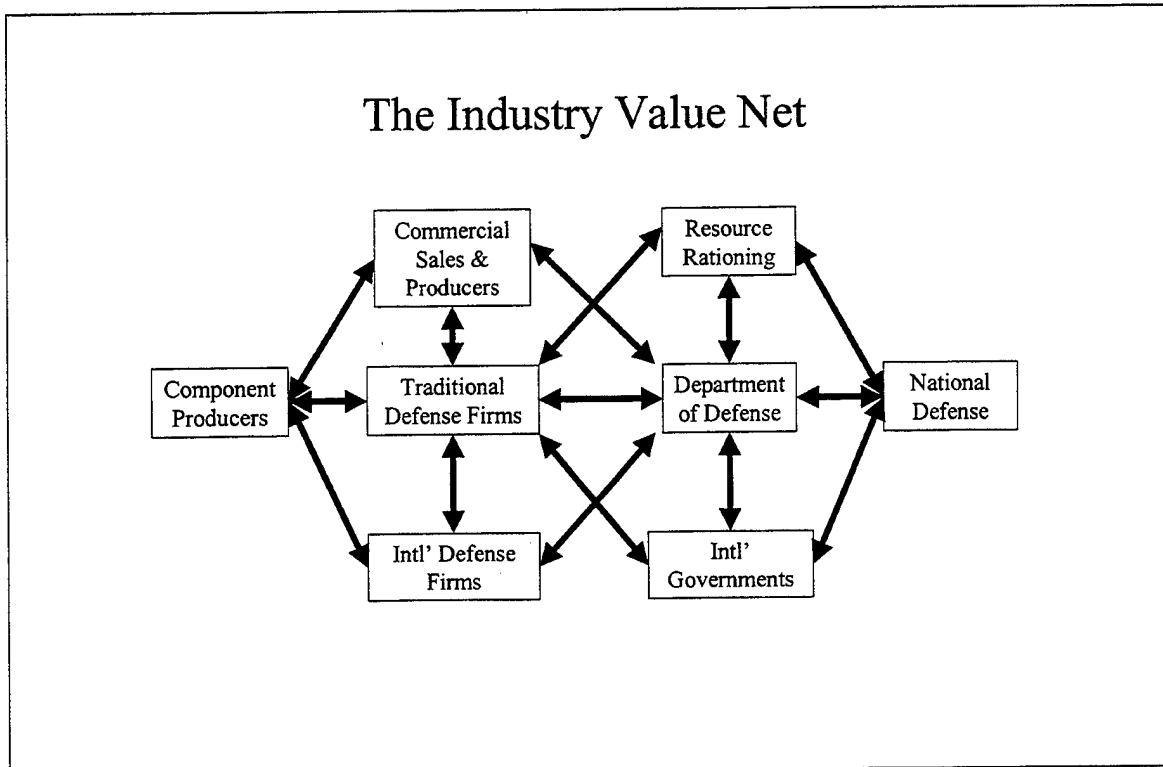 The Industry Value Net
Commercial
Sales &
Producers
Resource
Rationing
Component
Producers
Traditional
Defense Firms
Department
of Defense
National
Defense
Intl' Defense
Firms
Intl'
Governments